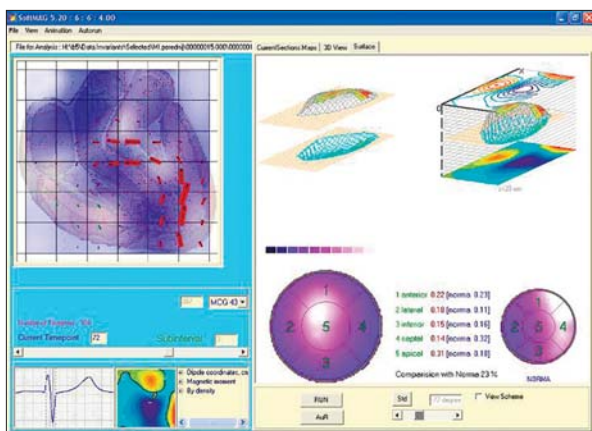 SoftMAG 5.20 : 6 : 6 : 4.00
File View Animation Autorun
File for Analysis :
CurrentSections Maps 3D View Surface
X
0
1
2 5 4
3
1 anterior 0.22 [norma 0.23]
2 lateral 0.18 [norma 0.11]
3 inferior 0.15 [norma 0.16]
4 septal 0.14 [norma 0.32]
5 apical 0.31 [norma 0.18]
Comparision with Norma 23 %
1
2 5 4
3
NORMA
MCG 43
Current Timepoint 72
Subinterval
Dipole coordinates, cm
Magnetic moment
By density
RUN
AuR
Std
View Scheme